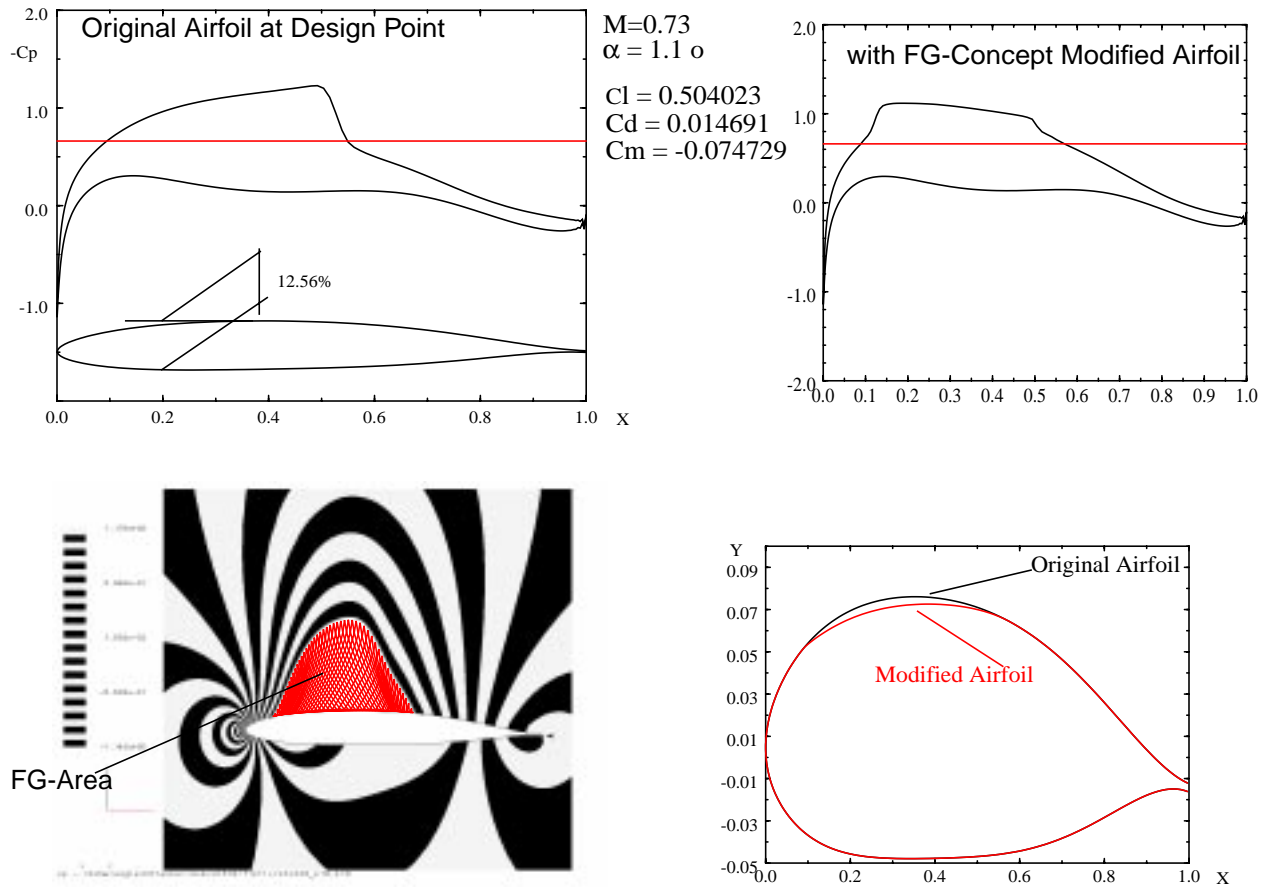 Original Airfoil at Design Point
2.0
-Cp
1.0
0.0
-1.0
12.56%
0.0
0.2
0.4
0.6
0.8
1.0
X
M=0.73
α = 1.1 o
Cl = 0.504023
Cd = 0.014691
Cm = -0.074729
with FG-Concept Modified Airfoil
2.0
1.0
0.0
-1.0
-2.0
0.0
0.1
0.2
0.3
0.4
0.5
0.6
0.7
0.8
0.9
1.0
FG-Area
Y
0.09
0.07
0.05
0.03
0.01
-0.01
-0.03
-0.05
Original Airfoil
Modified Airfoil
0.0
0.2
0.4
0.6
0.8
1.0
X